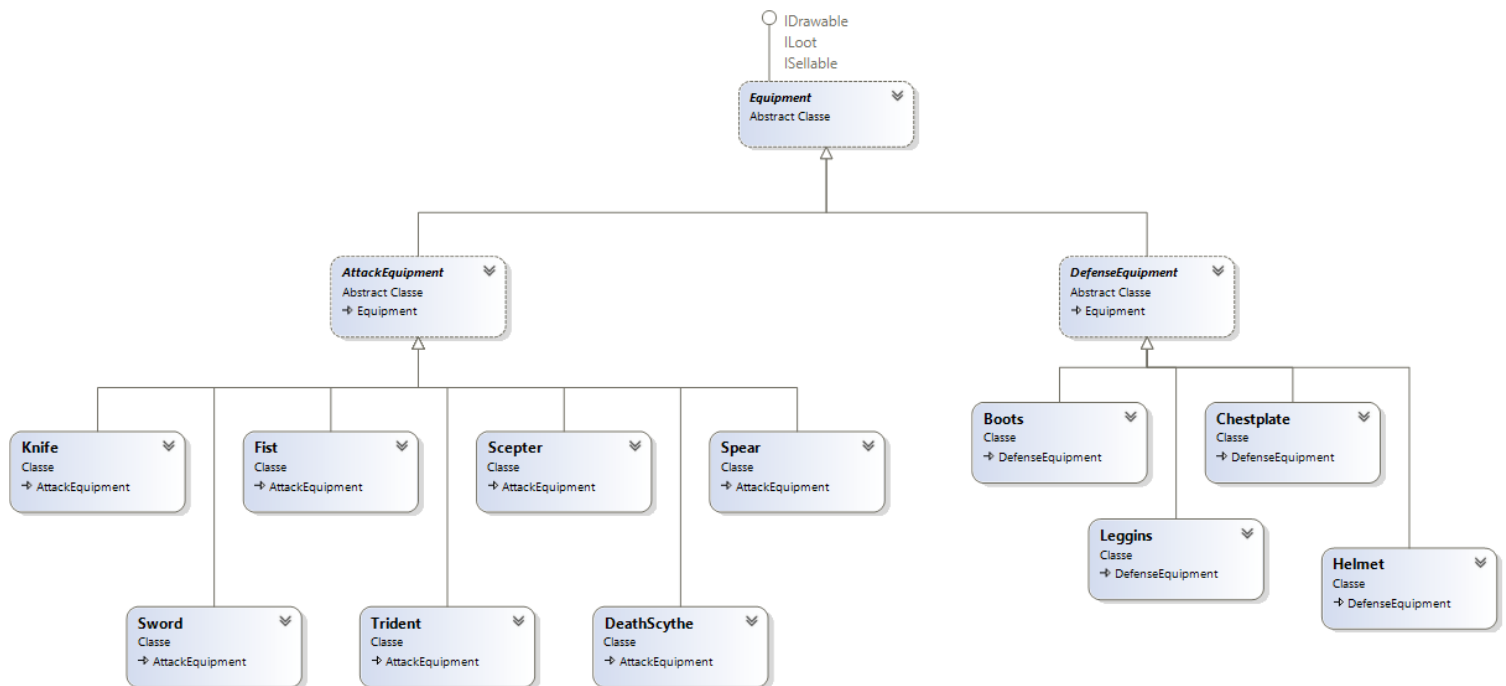 IDrawable
ILoot
ISellable
Equipment
Abstract Classe
AttackEquipment
Abstract Classe
Equipment
DefenseEquipment
Abstract Classe
Equipment
Knife
Classe
AttackEquipment
Fist
Classe
AttackEquipment
Scepter
Classe
AttackEquipment
Spear
Classe
AttackEquipment
Boots
Classe
DefenseEquipment
Chestplate
Classe
DefenseEquipment
Leggins
Classe
DefenseEquipment
Helmet
Classe
DefenseEquipment
Sword
Classe
AttackEquipment
Trident
Classe
AttackEquipment
DeathScythe
Classe
AttackEquipment